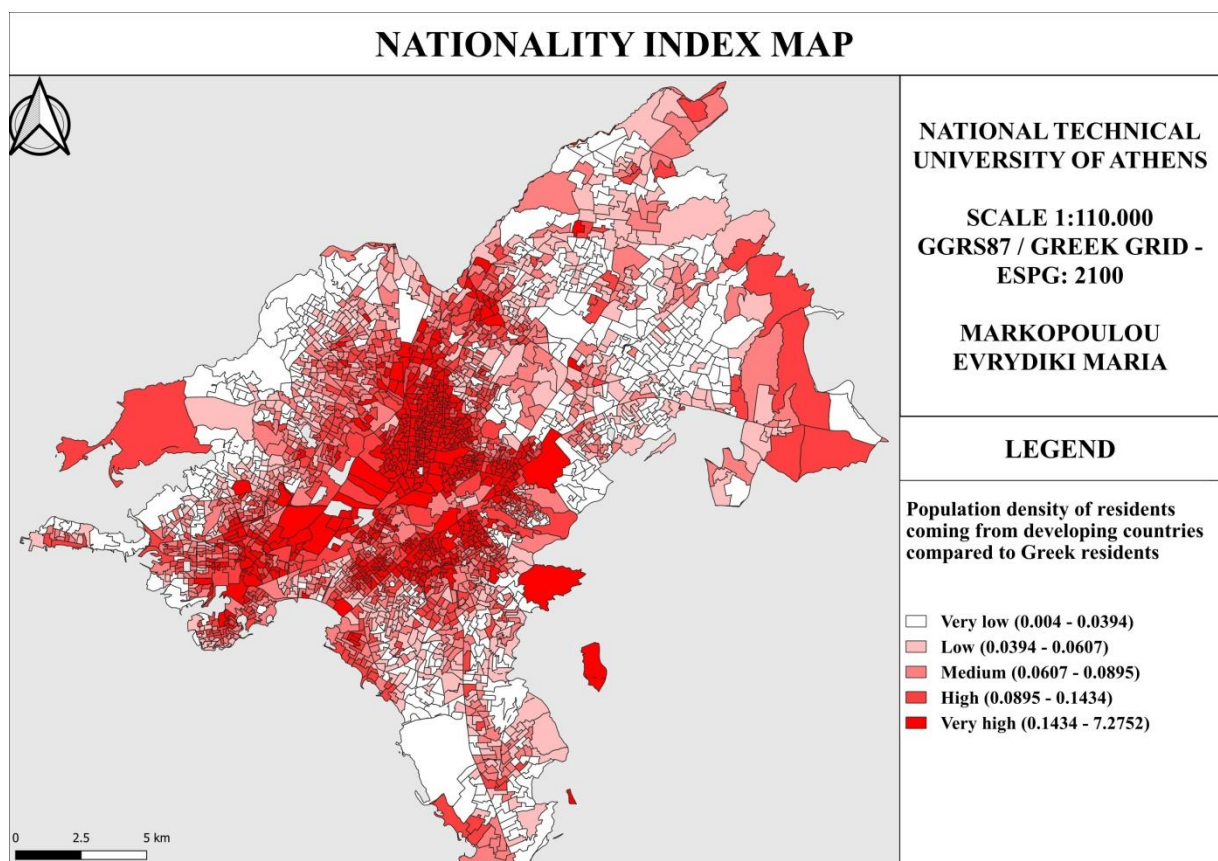 NATIONALITY INDEX MAP
NATIONAL TECHNICAL
UNIVERSITY OF ATHENS
SCALE 1:110.000
GGRS87 / GREEK GRID -
ESPG: 2100
MARKOPOULOU
EVRYDIKI MARIA
LEGEND
Population density of residents
coming from developing countries
compared to Greek residents
Very low (0.004 - 0.0394)
Low (0.0394 - 0.0607)
Medium (0.0607 - 0.0895)
High (0.0895 - 0.1434)
Very high (0.1434 - 7.2752)
0 2.5 5 km